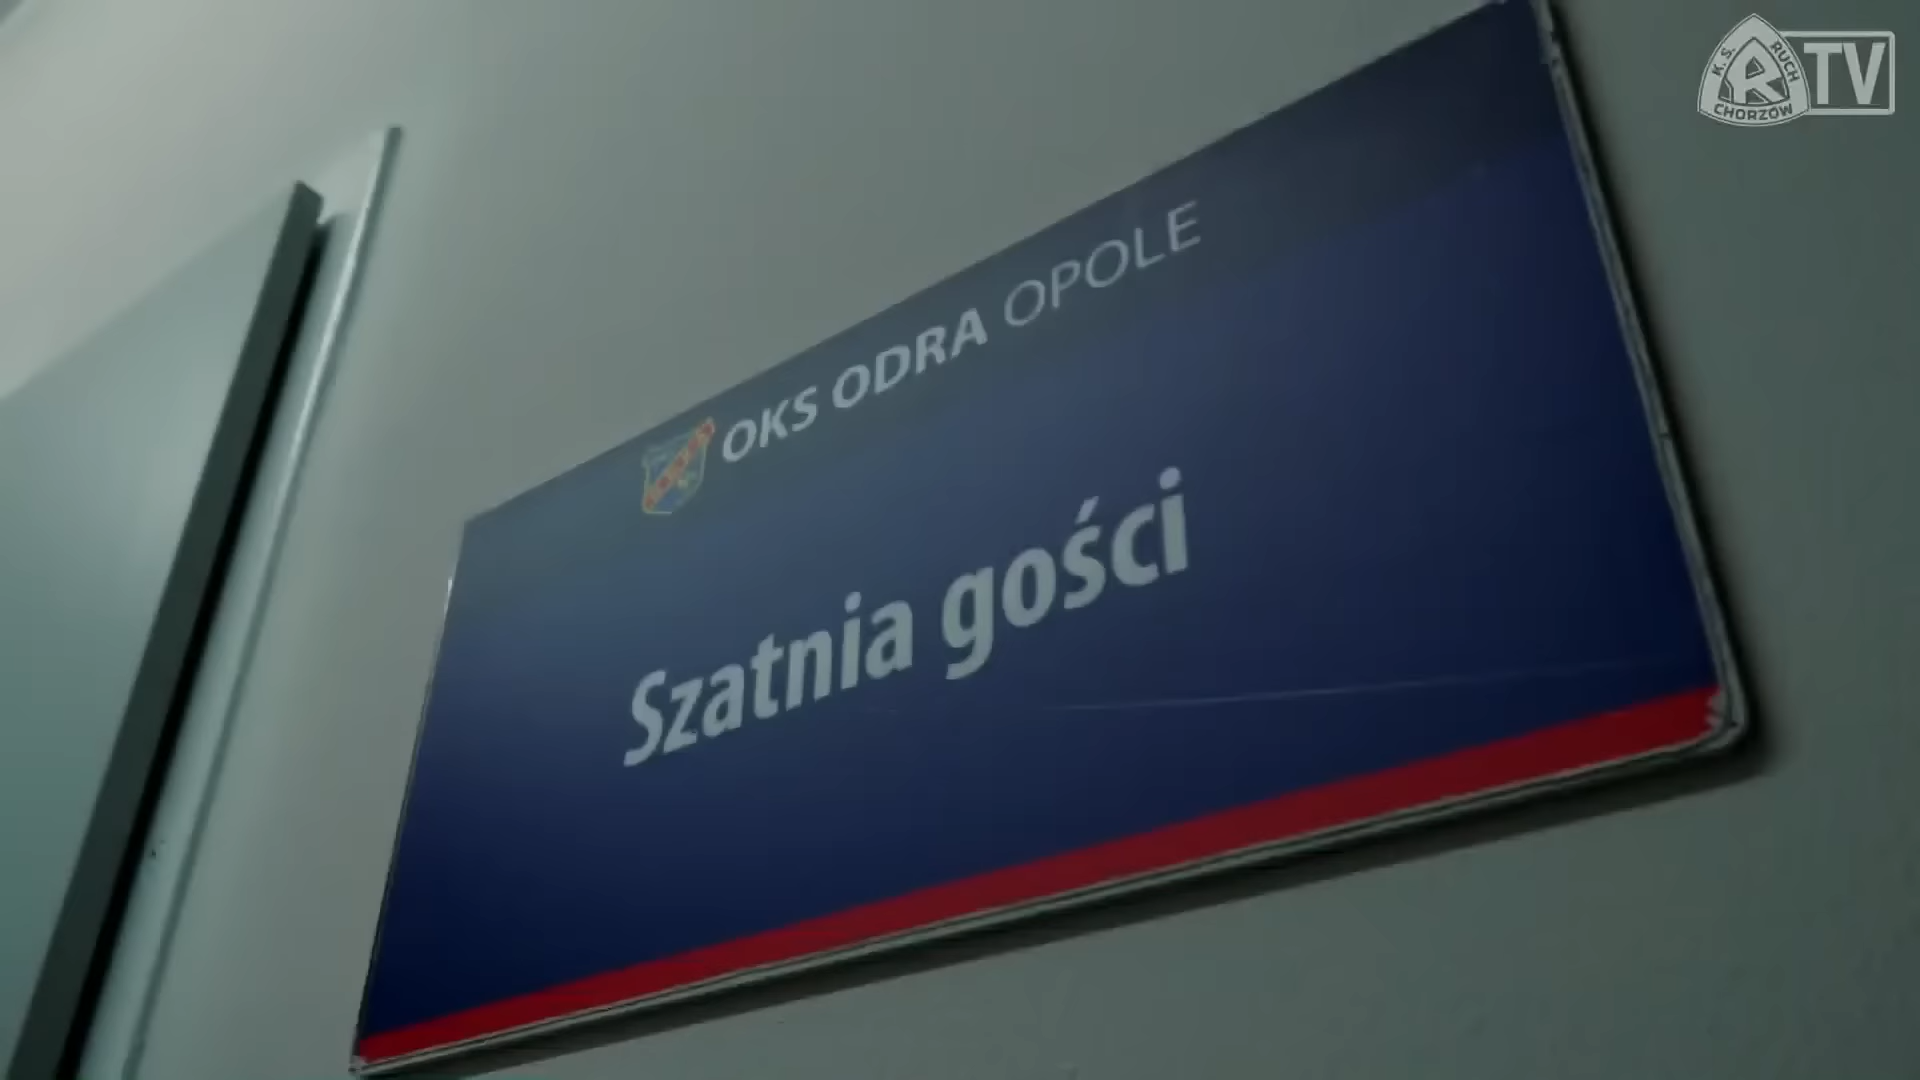 K. S. RUCH
CHORZÓW
TV
OKS ODRA OPOLE
Szatnia gości